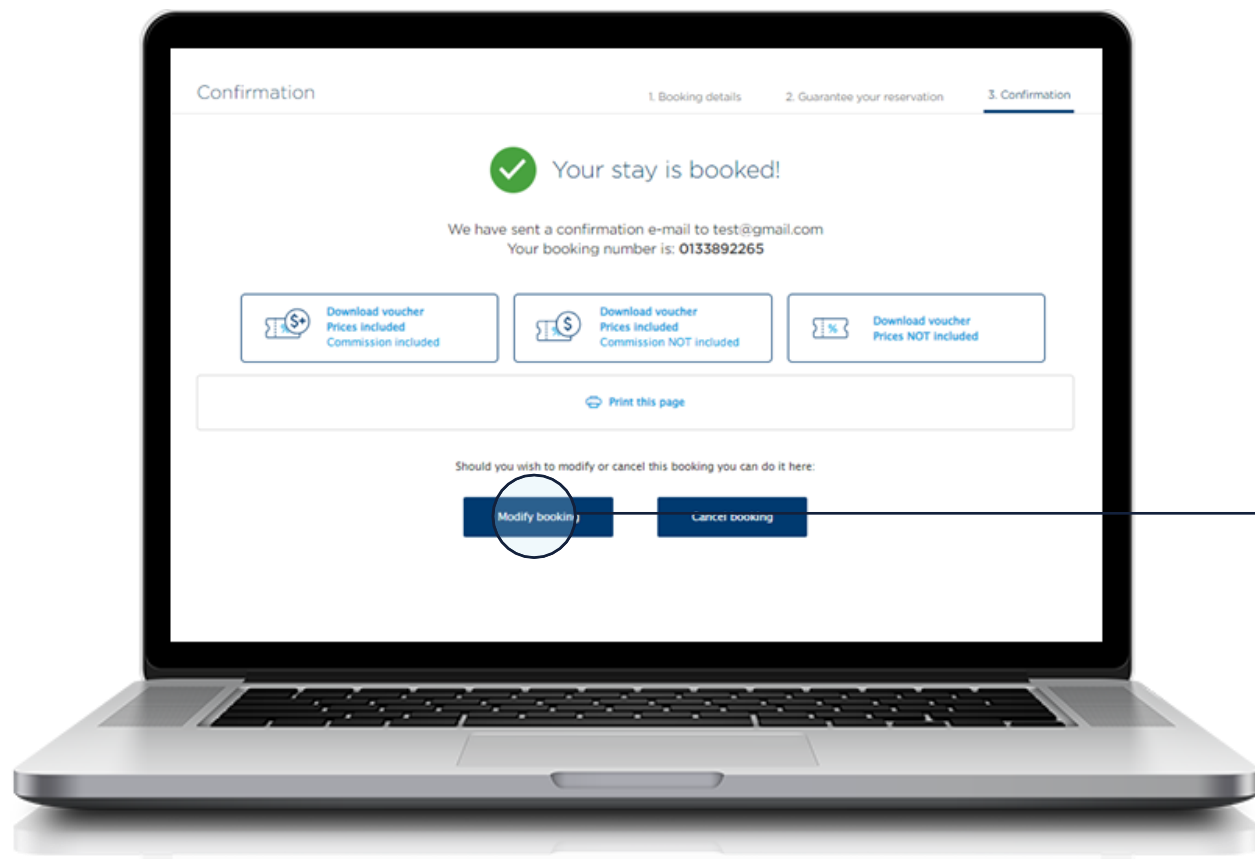 Confirmation
1. Booking details
2. Guarantee your reservation
3. Confirmation
Your stay is booked!
We have sent a confirmation e-mail to test@gmail.com
Your booking number is: 0133892265
Download voucher
Prices included
Commission included
Download voucher
Prices included
Commission NOT included
Download voucher
Prices NOT included
Print this page
Should you wish to modify or cancel this booking you can do it here:
Modify booking
Cancel booking